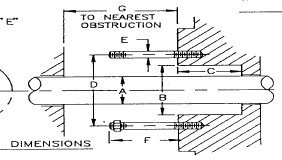 G
TO NEAREST
OBSTRUCTION
"E"
E
C
D
A
B
F
DIMENSIONS